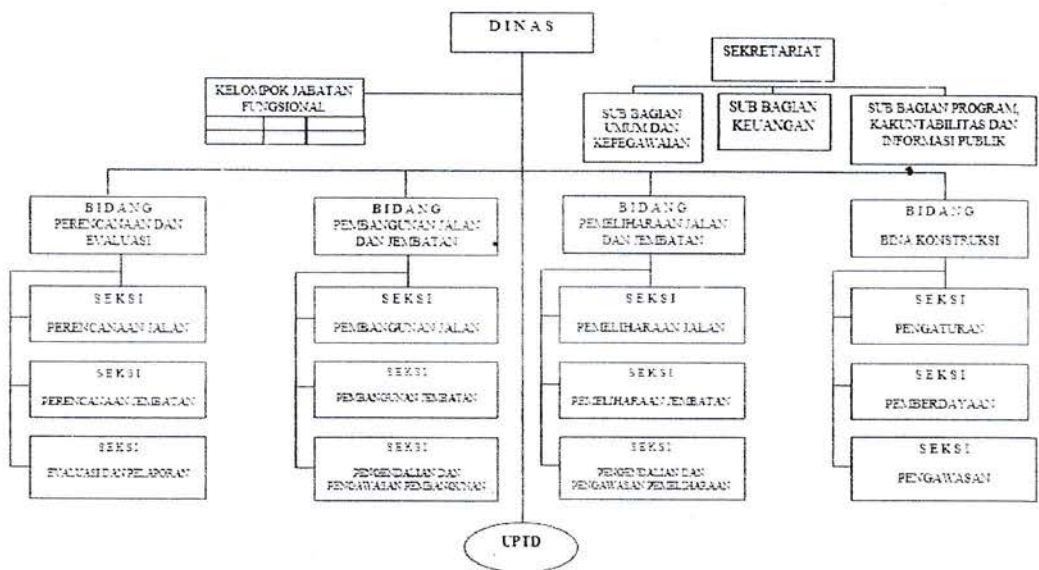 DINAS
SEKRETARIAT
KELOMPOK JABATAN
FUNGSIONAL
SUB BAGIAN
UMUM DAN
KEPEGAWAIAN
SUB BAGIAN
KEUANGAN
SUB BAGIAN PROGRAM,
KAKUNTABILITAS DAN
INFORMASI PUBLIK
BIDANG
PERENCANAAN DAN
EVALUASI
BIDANG
PEMBANGUNAN JALAN
DAN JEMBATAN
BIDANG
PEMELIHARAAN JALAN
DAN JEMBATAN
BIDANG
BINA KONSTRUKSI
SEKSI
PERENCANAAN JALAN
SEKSI
PEMBANGUNAN JALAN
SEKSI
PEMELIHARAAN JALAN
SEKSI
PENGATURAN
SEKSI
PERENCANAAN JEMBATAN
SEKSI
PEMBANGUNAN JEMBATAN
SEKSI
PEMELIHARAAN JEMBATAN
SEKSI
PEMBERDAYAAN
SEKSI
EVALUASI DAN PELAPORAN
SEKSI
PENGENDALIAN DAN
PENGAWASAN PEMBANGUNAN
SEKSI
PENGENDALIAN DAN
PENGAWASAN PEMELIHARAAN
SEKSI
PENGAWASAN
UPTD